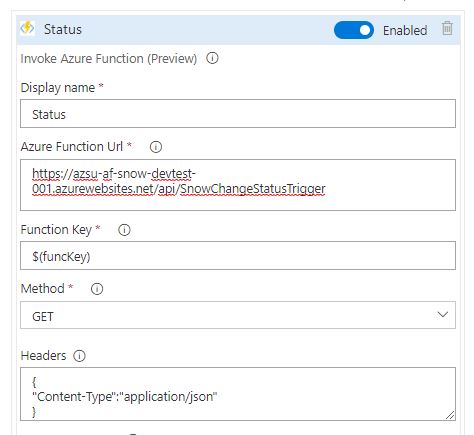 Status
Enabled
Invoke Azure Function (Preview)
Display name *
Status
Azure Function Url *
https://azsu-af-snow-devtest-
001.azurewebsites.net/api/SnowChangeStatusTrigger
Function Key *
$(funcKey)
Method *
GET
Headers
{
"Content-Type":"application/json"
}